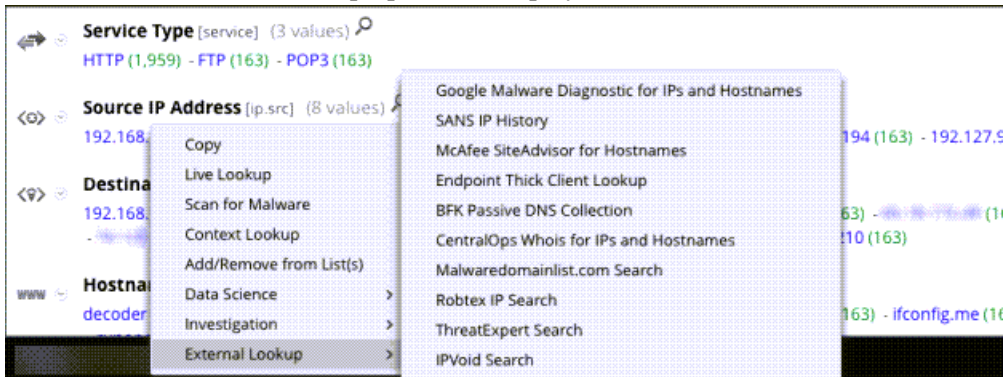 Service Type [service] (3 values)
HTTP (1,959) - FTP (163) - POP3 (163)
Source IP Address [ip.src] (8 values)
192.168.
194 (163) - 192.127.9
Destina
192.168.
63) -
(16
-
210 (163)
www
Hostna
decoder
163) - ifconfig.me (16
Copy
Live Lookup
Scan for Malware
Context Lookup
Add/Remove from List(s)
Data Science
Investigation
External Lookup
Google Malware Diagnostic for IPs and Hostnames
SANS IP History
McAfee SiteAdvisor for Hostnames
Endpoint Thick Client Lookup
BFK Passive DNS Collection
CentralOps Whois for IPs and Hostnames
Malwaredomainlist.com Search
Robtex IP Search
ThreatExpert Search
IPVoid Search